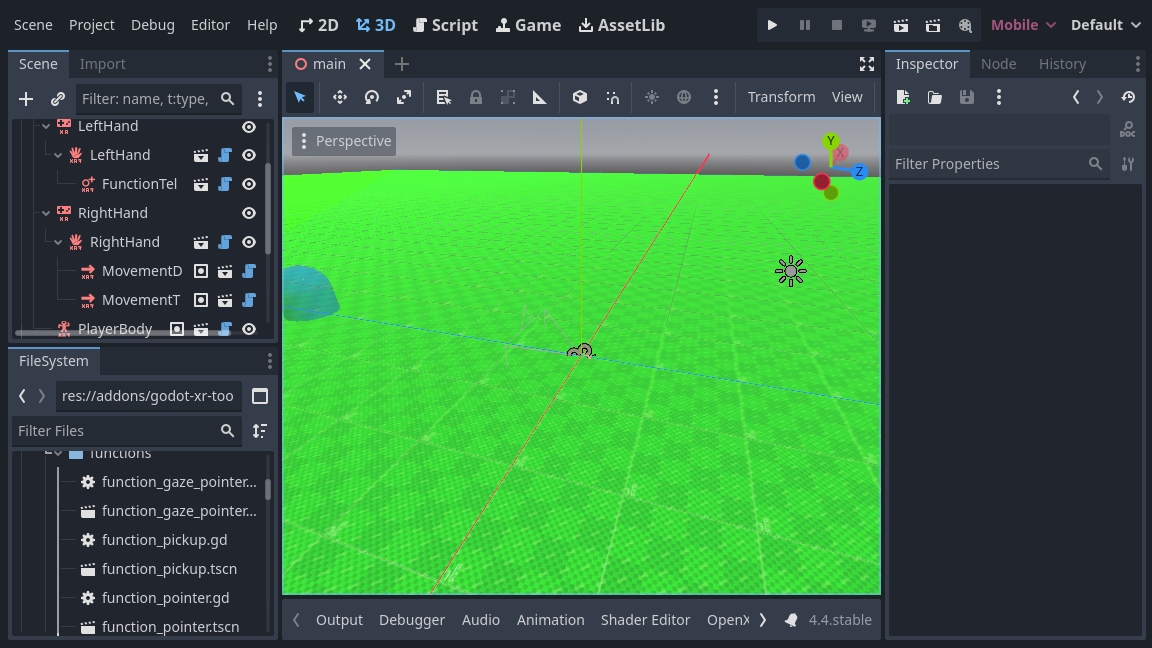 Scene Project Debug Editor Help 2D 3D Script Game AssetLib Mobile Default
Scene Import
main
Inspector Node History
Filter: name, t:type,
Transform View
LeftHand
LeftHand
FunctionTel
RightHand
RightHand
MovementD
MovementT
PlayerBody
Perspective
Y
X
Z
DOC
Filter Properties
FileSystem
res://addons/godot-xr-too
Filter Files
functions
function_gaze_pointer...
function_gaze_pointer...
function_pickup.gd
function_pickup.tscn
function_pointer.gd
function_pointer.tscn
Output Debugger Audio Animation Shader Editor OpenX 4.4.stable